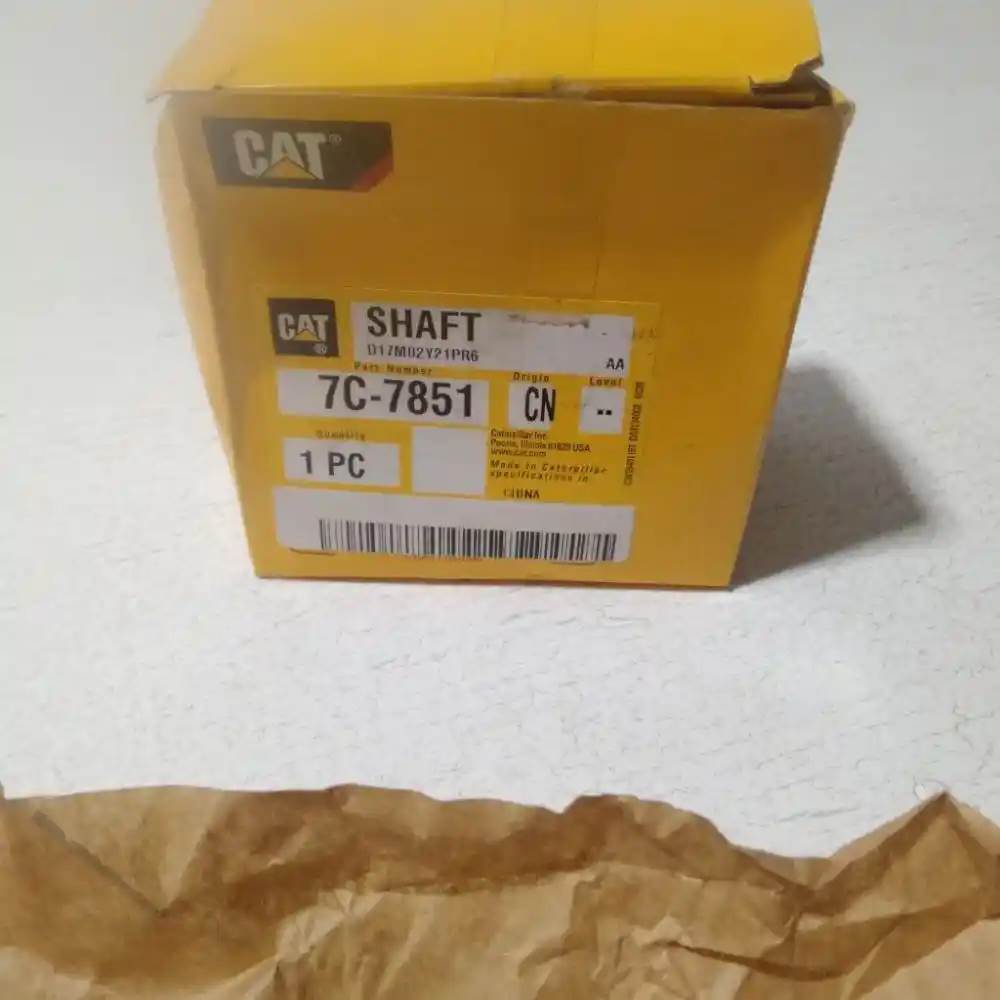 CAT®
CAT®
SHAFT
D17M02Y21PR6
AA
Part Number
7C-7851
Origin
CN
Level
--
Quantity
1 PC
Caterpillar Inc.
Peoria, Illinois 61629 USA
www.cat.com
Made to Caterpillar
specifications in
CHINA